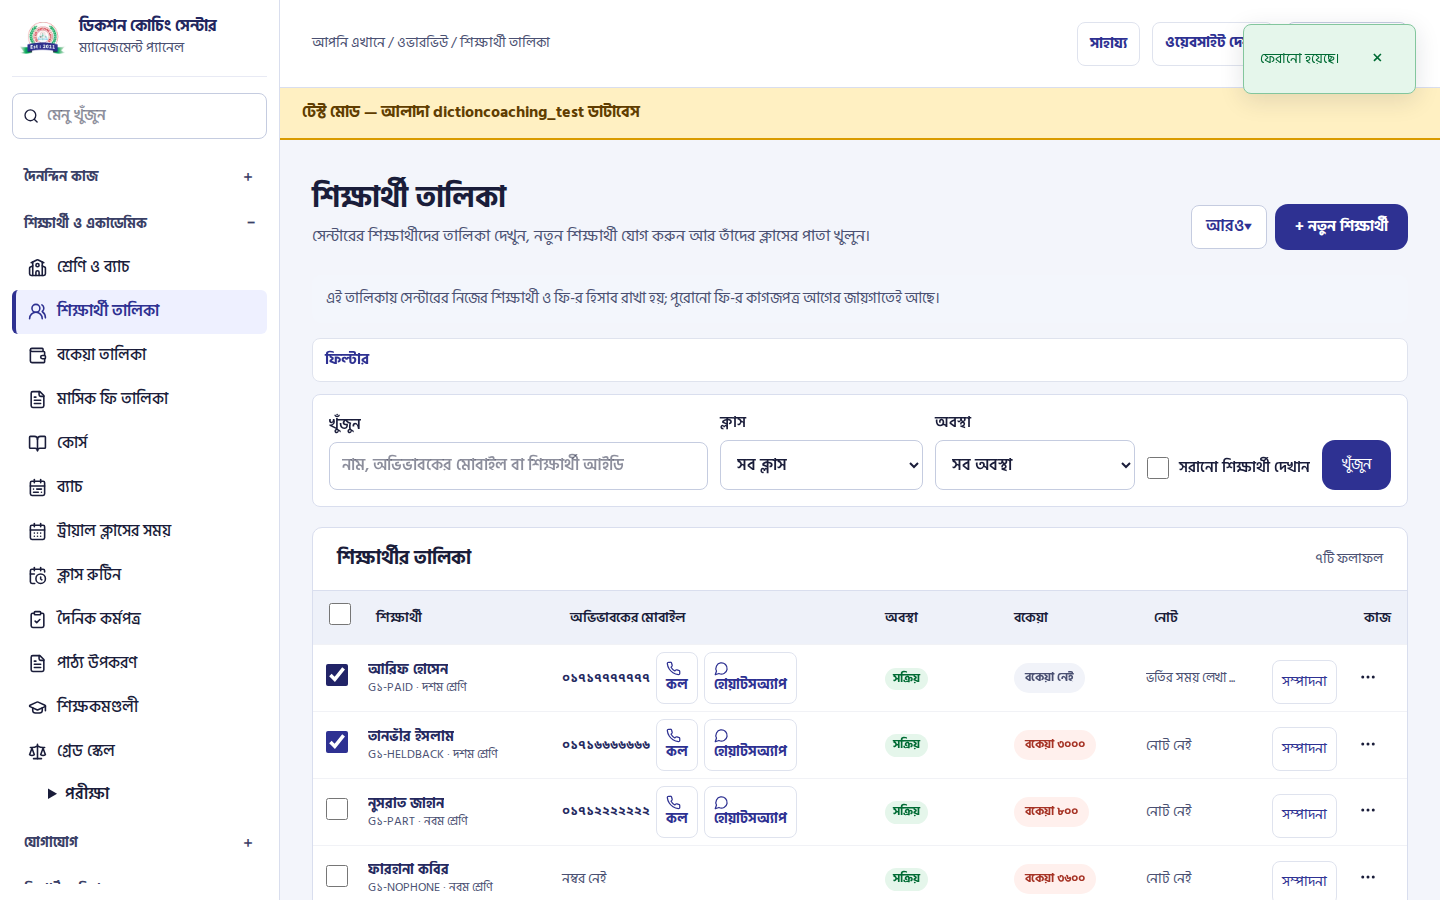 ডিকশন কোচিং সেন্টার
ম্যানেজমেন্ট প্যানেল
Est : 2011
মেনু খুঁজুন
দৈনন্দিন কাজ +
শিক্ষার্থী ও একাডেমিক −
শ্রেণি ও ব্যাচ
শিক্ষার্থী তালিকা
বকেয়া তালিকা
মাসিক ফি তালিকা
কোর্স
ব্যাচ
ট্রায়াল ক্লাসের সময়
ক্লাস রুটিন
দৈনিক কর্মপত্র
পাঠ্য উপকরণ
শিক্ষকমণ্ডলী
গ্রেড স্কেল
▶ পরীক্ষা
যোগাযোগ +
আপনি এখানে / ওভারভিউ / শিক্ষার্থী তালিকা
সাহায্য
ওয়েবসাইট
ফেরানো হয়েছে। ×
টেস্ট মোড — আলাদা dictioncoaching_test ডাটাবেস
শিক্ষার্থী তালিকা
সেন্টারের শিক্ষার্থীদের তালিকা দেখুন, নতুন শিক্ষার্থী যোগ করুন আর তাঁদের ক্লাসের পাতা খুলুন।
আরও▾
+ নতুন শিক্ষার্থী
এই তালিকায় সেন্টারের নিজের শিক্ষার্থী ও ফি-র হিসাব রাখা হয়; পুরোনো ফি-র কাগজপত্র আগের জায়গাতেই আছে।
ফিল্টার
খুঁজুন ক্লাস অবস্থা
নাম, অভিভাবকের মোবাইল বা শিক্ষার্থী আইডি সব ক্লাস সব অবস্থা সরানো শিক্ষার্থী দেখান খুঁজুন
শিক্ষার্থীর তালিকা ৭টি ফলাফল
শিক্ষার্থী অভিভাবকের মোবাইল অবস্থা বকেয়া নোট কাজ
আরিফ হোসেন
G১-PAID · দশম শ্রেণি
০১৭১৭৭৭৭৭৭৭ কল হোয়াটসঅ্যাপ সক্রিয় বকেয়া নেই ভর্তির সময় লেখা ... সম্পাদনা ...
তানভীর ইসলাম
G১-HELDBACK · দশম শ্রেণি
০১৭১৬৬৬৬৬৬৬ কল হোয়াটসঅ্যাপ সক্রিয় বকেয়া ৩০০০ নোট নেই সম্পাদনা ...
নুসরাত জাহান
G১-PART · নবম শ্রেণি
০১৭১২২২২২২২ কল হোয়াটসঅ্যাপ সক্রিয় বকেয়া ৮০০ নোট নেই সম্পাদনা ...
ফারহানা কবির
G১-NOPHONE · নবম শ্রেণি
নম্বর নেই সক্রিয় বকেয়া ৩৬০০ নোট নেই সম্পাদনা ...